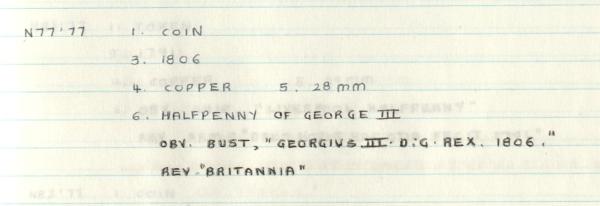 N77'77 1. COIN
3. 1806
4. COPPER 5. 28mm
6. HALFPENNY OF GEORGE III
OBV. BUST, "GEORGIVS III· D:G· REX. 1806."
REV. "BRITANNIA"